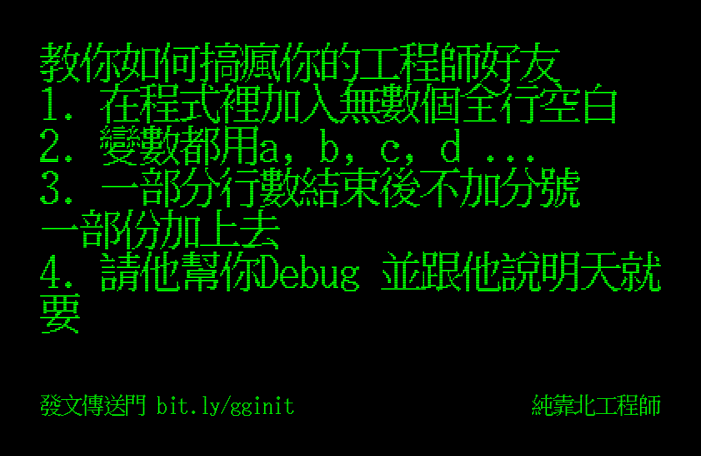 教你如何搞瘋你的工程師好友
1. 在程式裡加入無數個全行空白
2. 變數都用a, b, c, d ...
3. 一部分行數結束後不加分號
一部份加上去
4. 請他幫你Debug 並跟他說明天就
要
發文傳送門 bit.ly/gginit
純靠北工程師